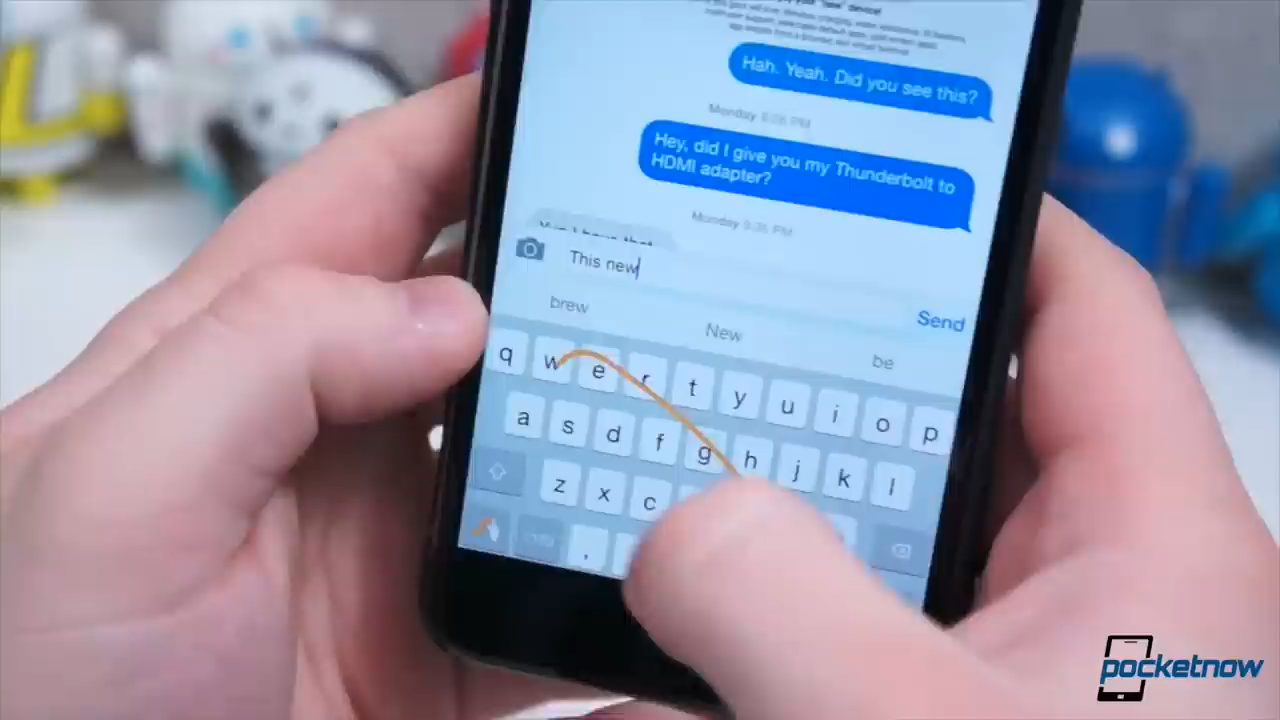 device!
Hah. Yeah. Did you see this?
Monday
Hey, did I give you my Thunderbolt to
HDMI adapter?
Monday
This new
Send
brew New be
q w e r t y u i o p
a s d f g h j k l
z x c
,
pocketnow